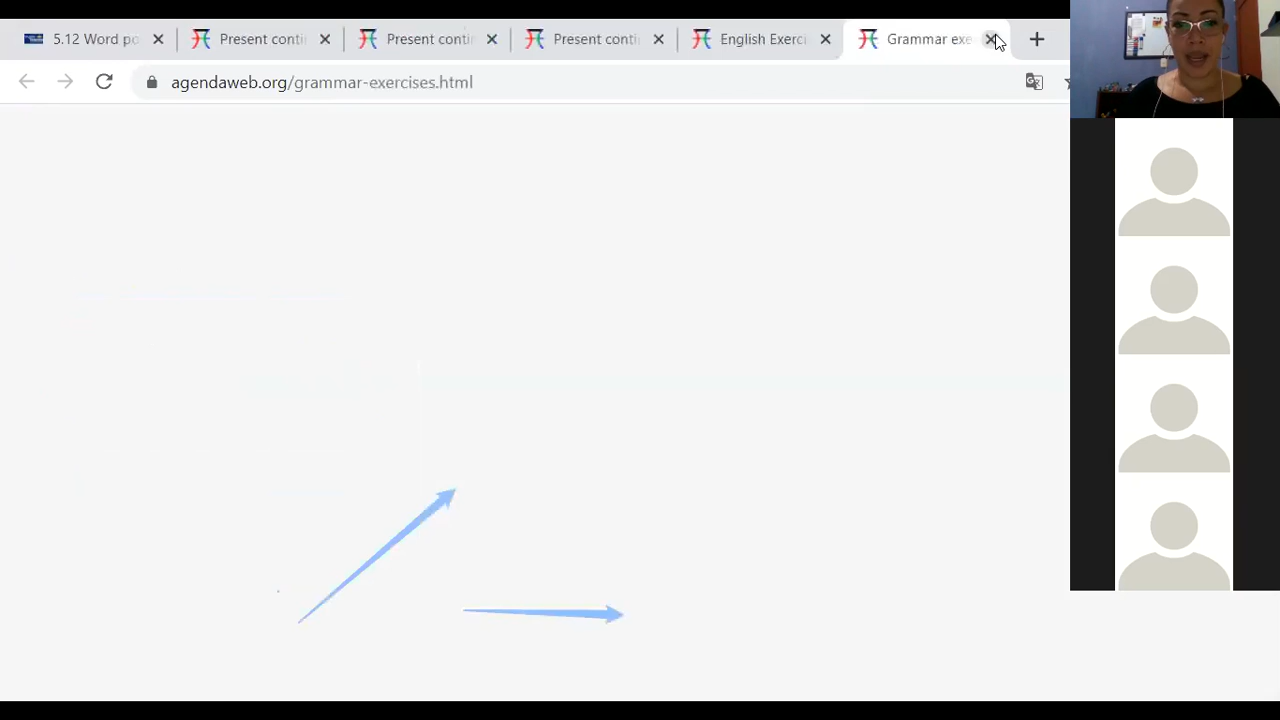 5.12 Word po
Present conti
Present conti
Present conti
English Exerci
Grammar exe
agendaweb.org/grammar-exercises.html